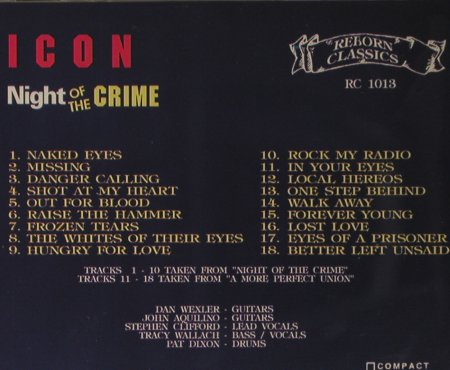 ICON
Night OF THE CRIME
"REBORN CLASSICS"
RC 1013
1. NAKED EYES
2. MISSING
3. DANGER CALLING
4. SHOT AT MY HEART
5. OUT FOR BLOOD
6. RAISE THE HAMMER
7. FROZEN TEARS
8. THE WHITES OF THEIR EYES
9. HUNGRY FOR LOVE
10. ROCK MY RADIO
11. IN YOUR EYES
12. LOCAL HEREOS
13. ONE STEP BEHIND
14. WALK AWAY
15. FOREVER YOUNG
16. LOST LOVE
17. EYES OF A PRISONER
18. BETTER LEFT UNSAID
TRACKS 1 - 10 TAKEN FROM "NIGHT OF THE CRIME"
TRACKS 11 - 18 TAKEN FROM "A MORE PERFECT UNION"
DAN WEXLER - GUITARS
JOHN AQUILINO - GUITARS
STEPHEN CLIFFORD - LEAD VOCALS
TRACY WALLACH - BASS / VOCALS
PAT DIXON - DRUMS
COMPACT